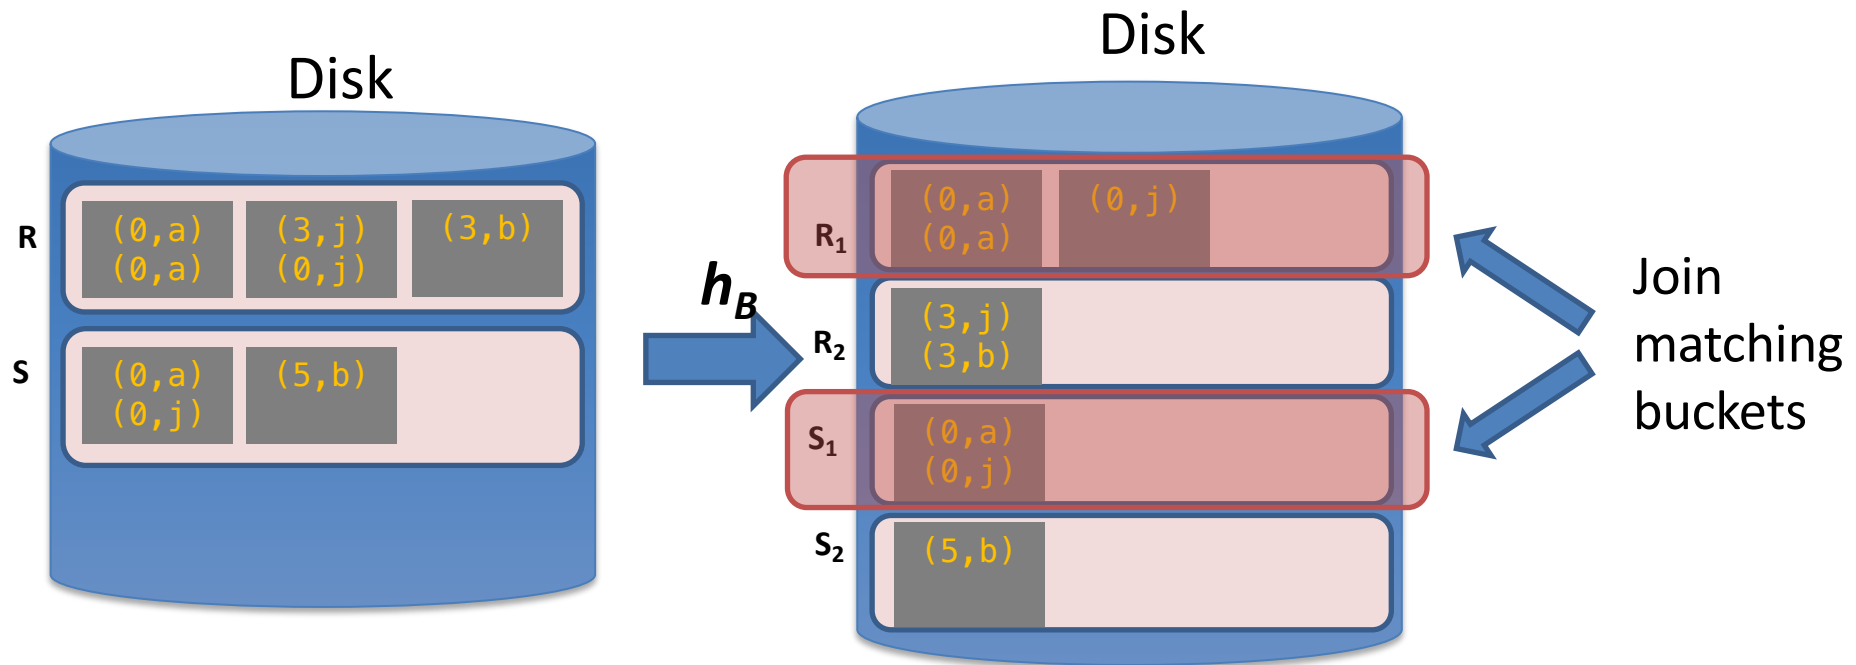 Disk
R
(0,a)
(0,a)
(3,j)
(0,j)
(3,b)
S
(0,a)
(0,j)
(5,b)
h_B
Disk
R₁
(0,a)
(0,a)
(0,j)
R₂
(3,j)
(3,b)
S₁
(0,a)
(0,j)
S₂
(5,b)
Join
matching
buckets